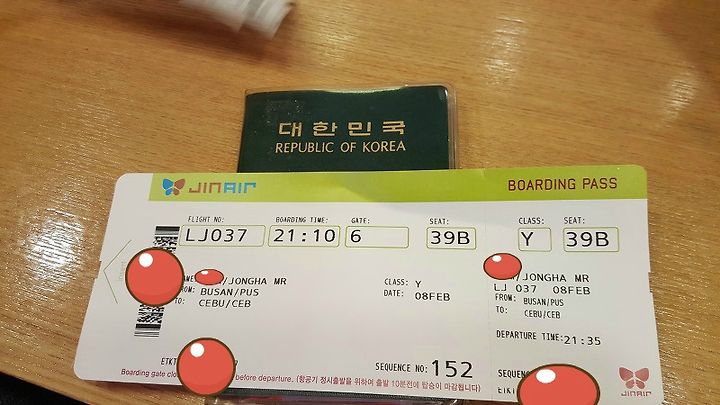 대한민국
REPUBLIC OF KOREA
JINAIR
BOARDING PASS
FLIGHT NO: BOARDING TIME: GATE: SEAT: CLASS: SEAT:
LJ037 21:10 6 39B Y 39B
/JONGHA MR
BUSAN/PUS
TO: CEBU/CEB
CLASS: Y
DATE: 08FEB
/JONGHA MR
LJ 037 08FEB
FROM: BUSAN/PUS
TO: CEBU/CEB
DEPARTURE TIME: 21:35
ETKT
SEQUENCE NO: 152
Boarding gate before departure. (항공기 정시출발을 위하여 출발 10분전에 탑승이 마감됩니다)
JINAIR